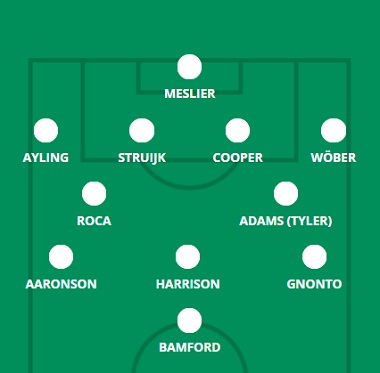 MESLIER
AYLING STRUIJK COOPER WÖBER
ROCA ADAMS (TYLER)
AARONSON HARRISON GNONTO
BAMFORD